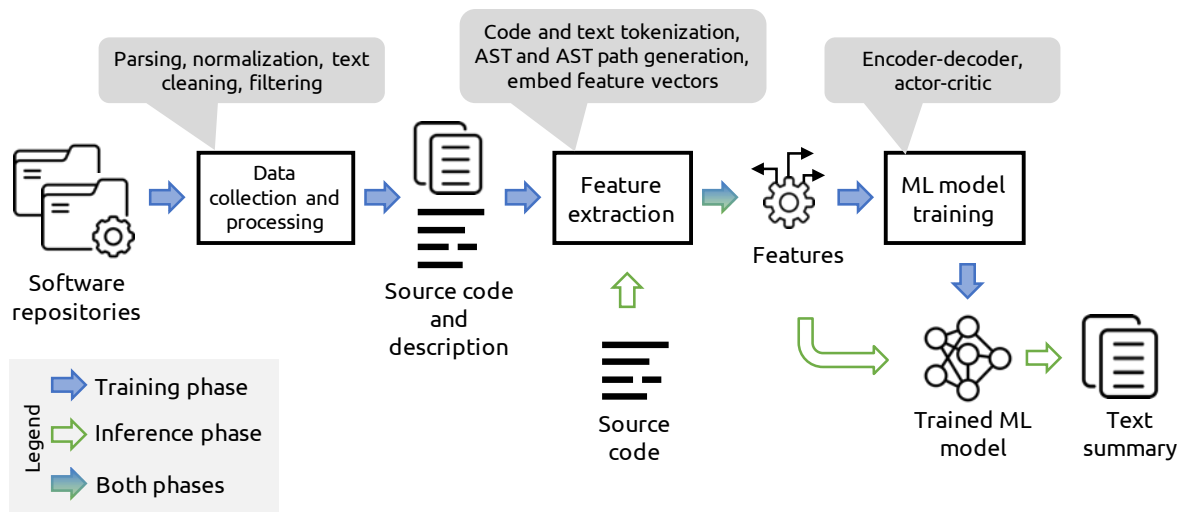 Parsing, normalization, text
cleaning, filtering
Code and text tokenization,
AST and AST path generation,
embed feature vectors
Encoder-decoder,
actor-critic
Data
collection and
processing
Feature
extraction
ML model
training
Software
repositories
Source code
and
description
Features
Source
code
Trained ML
model
Text
summary
Legend
Training phase
Inference phase
Both phases